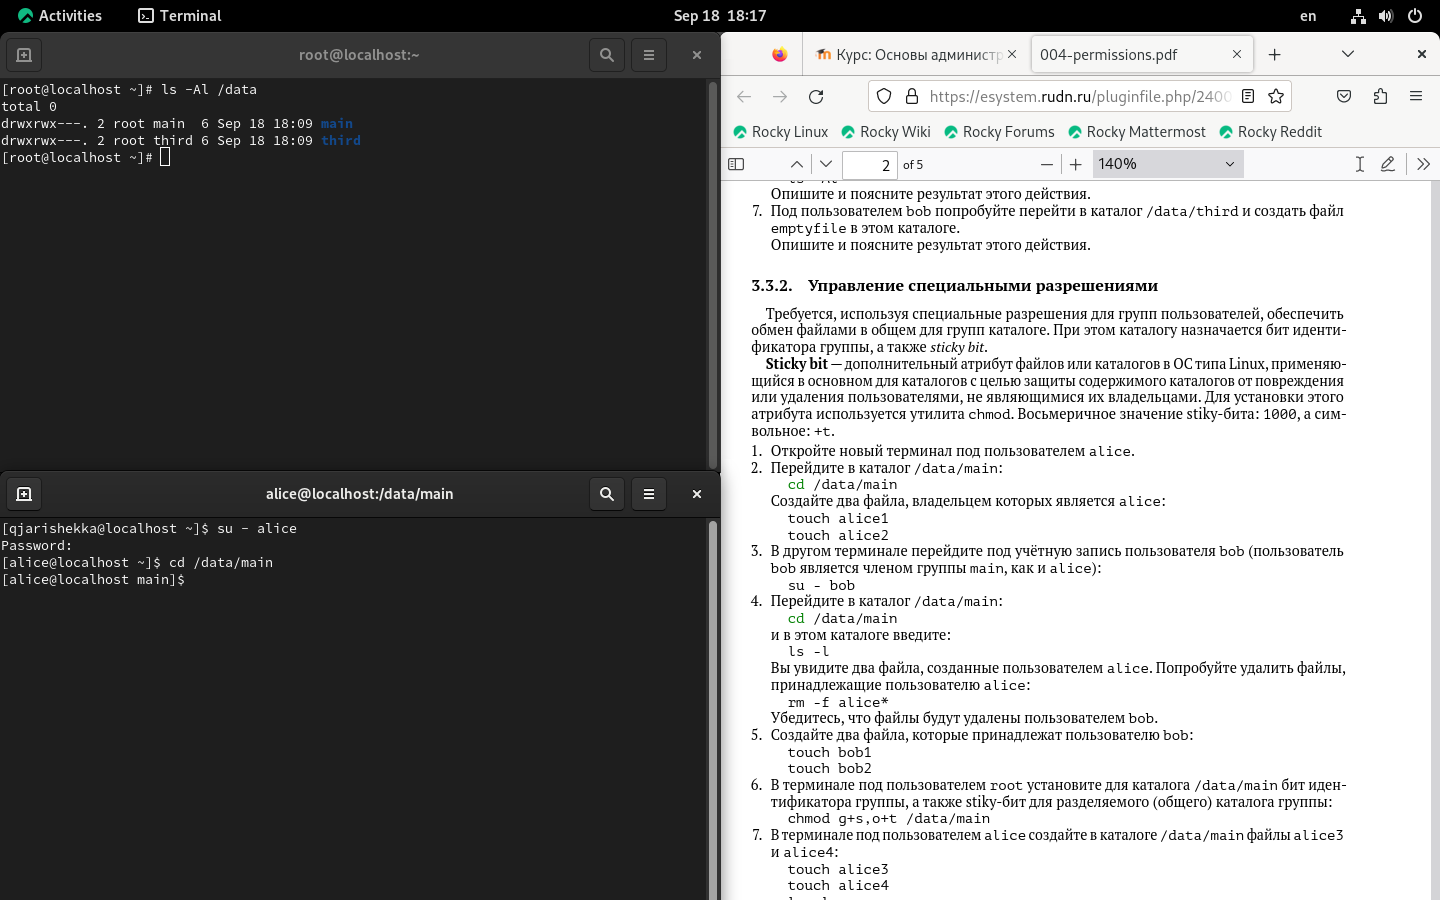 Activities Terminal Sep 18 18:17 en
root@localhost:~
[root@localhost ~]# ls -Al /data
total 0
drwxrwx---. 2 root main  6 Sep 18 18:09 main
drwxrwx---. 2 root third 6 Sep 18 18:09 third
[root@localhost ~]#
alice@localhost:/data/main
[qjarishekka@localhost ~]$ su - alice
Password:
[alice@localhost ~]$ cd /data/main
[alice@localhost main]$
Курс: Основы администр 004-permissions.pdf
https://esystem.rudn.ru/pluginfile.php/2400
Rocky Linux Rocky Wiki Rocky Forums Rocky Mattermost Rocky Reddit
2 of 5 140%
Опишите и поясните результат этого действия.
7. Под пользователем bob попробуйте перейти в каталог /data/third и создать файл
emptyfile в этом каталоге.
Опишите и поясните результат этого действия.
3.3.2. Управление специальными разрешениями
Требуется, используя специальные разрешения для групп пользователей, обеспечить
обмен файлами в общем для групп каталоге. При этом каталогу назначается бит иденти-
фикатора группы, а также sticky bit.
Sticky bit — дополнительный атрибут файлов или каталогов в ОС типа Linux, применяю-
щийся в основном для каталогов с целью защиты содержимого каталогов от повреждения
или удаления пользователями, не являющимися их владельцами. Для установки этого
атрибута используется утилита chmod. Восьмеричное значение stiky-бита: 1000, а сим-
вольное: +t.
1. Откройте новый терминал под пользователем alice.
2. Перейдите в каталог /data/main:
cd /data/main
Создайте два файла, владельцем которых является alice:
touch alice1
touch alice2
3. В другом терминале перейдите под учётную запись пользователя bob (пользователь
bob является членом группы main, как и alice):
su - bob
4. Перейдите в каталог /data/main:
cd /data/main
и в этом каталоге введите:
ls -l
Вы увидите два файла, созданные пользователем alice. Попробуйте удалить файлы,
принадлежащие пользователю alice:
rm -f alice*
Убедитесь, что файлы будут удалены пользователем bob.
5. Создайте два файла, которые принадлежат пользователю bob:
touch bob1
touch bob2
6. В терминале под пользователем root установите для каталога /data/main бит иден-
тификатора группы, а также stiky-бит для разделяемого (общего) каталога группы:
chmod g+s,o+t /data/main
7. В терминале под пользователем alice создайте в каталоге /data/main файлы alice3
и alice4:
touch alice3
touch alice4